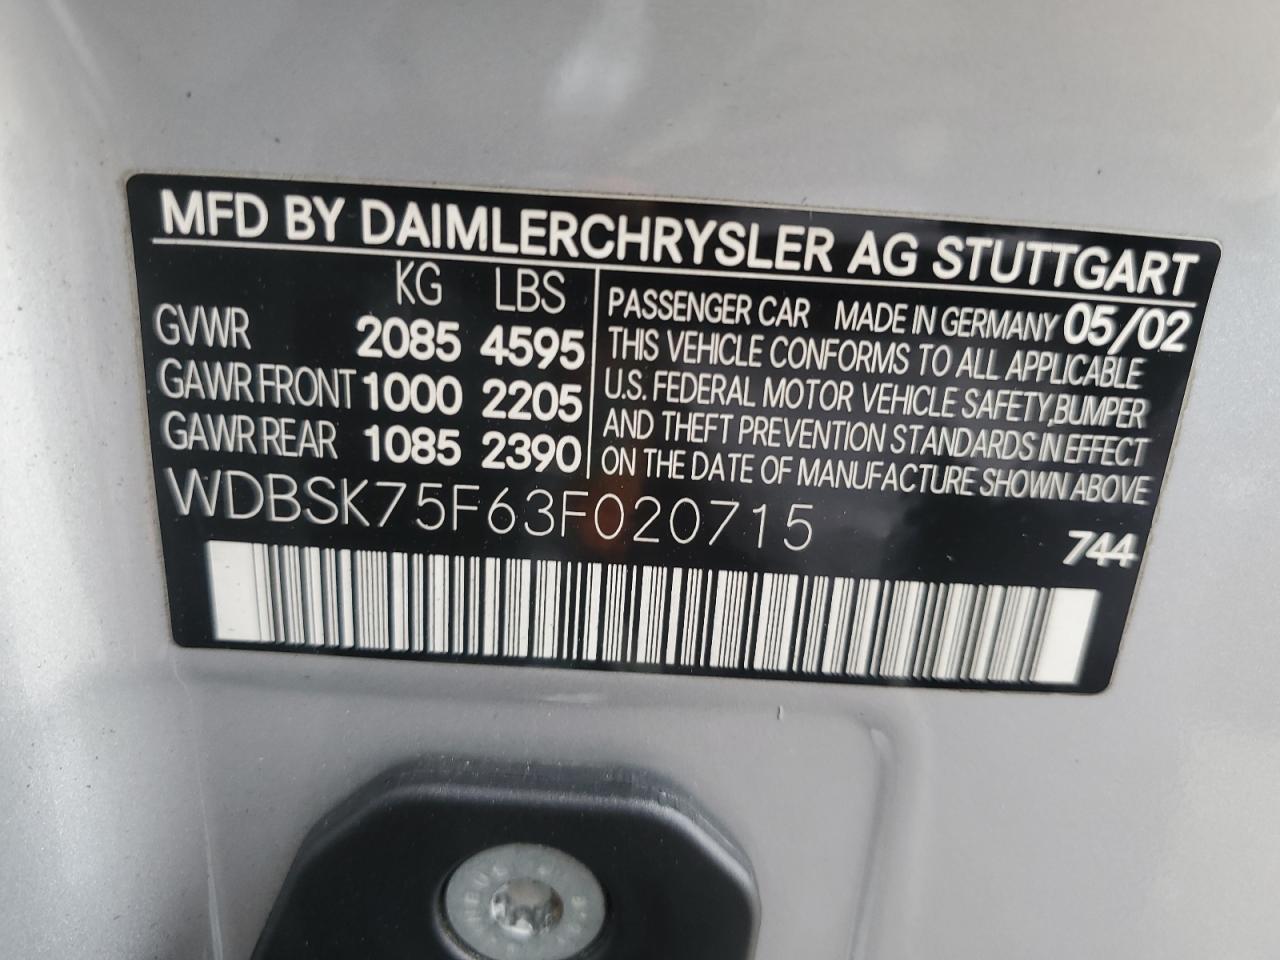 MFD BY DAIMLERCHRYSLER AG STUTTGART
KG LBS
GVWR 2085 4595
GAWR FRONT 1000 2205
GAWR REAR 1085 2390
PASSENGER CAR MADE IN GERMANY 05/02
THIS VEHICLE CONFORMS TO ALL APPLICABLE
U.S. FEDERAL MOTOR VEHICLE SAFETY,BUMPER
AND THEFT PREVENTION STANDARDS IN EFFECT
ON THE DATE OF MANUFACTURE SHOWN ABOVE
WDBSK75F63F020715
744